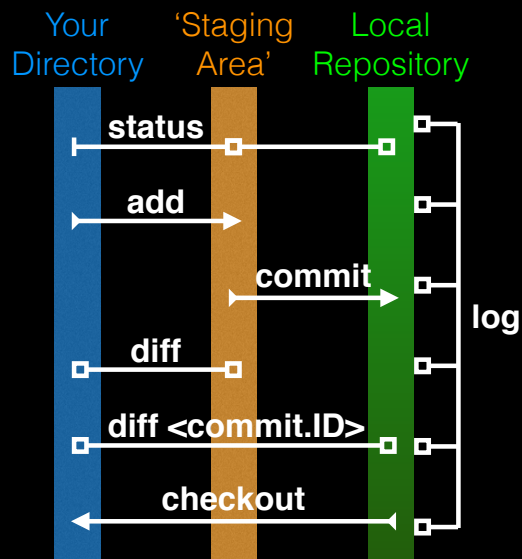 Your
Directory
‘Staging
Area’
Local
Repository
status
add
commit
log
diff
diff <commit.ID>
checkout